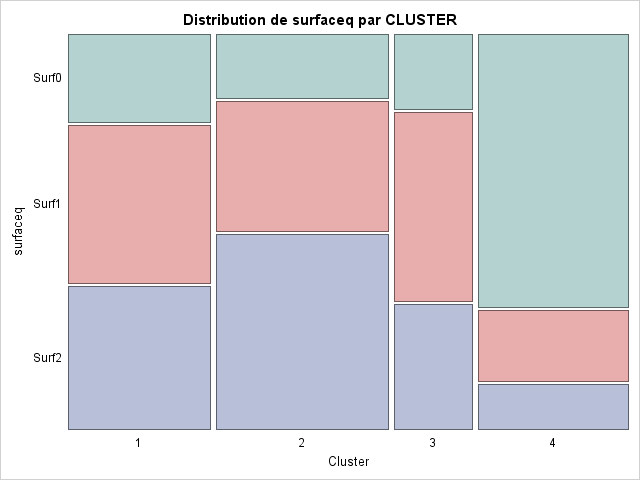 Distribution de surfaceq par CLUSTER
Surf0
Surf1
Surf2
surfaceq
1 2 3 4
Cluster